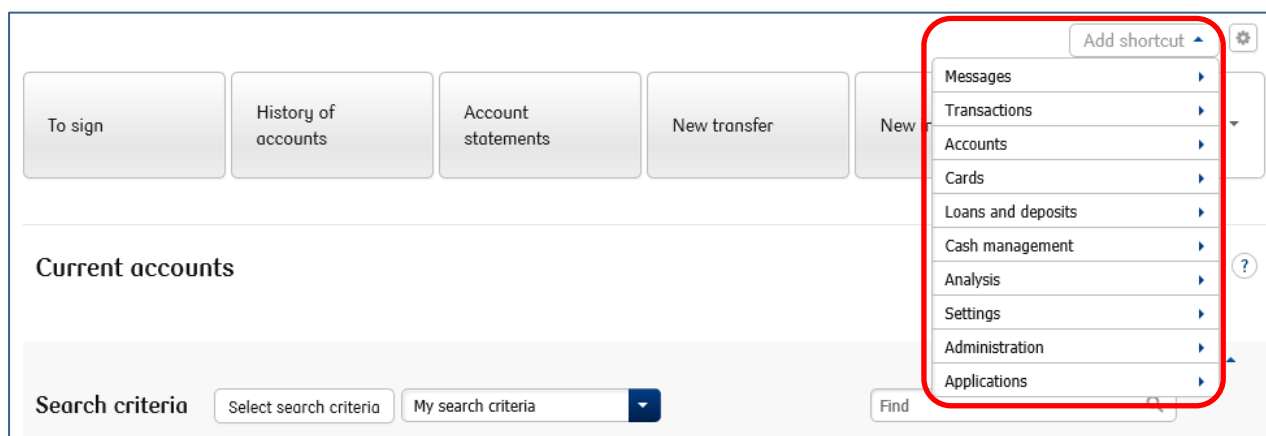 Add shortcut
Messages
Transactions
Accounts
Cards
Loans and deposits
Cash management
Analysis
Settings
Administration
Applications
To sign
History of
accounts
Account
statements
New transfer
New
Current accounts
?
Search criteria
Select search criteria
My search criteria
Find